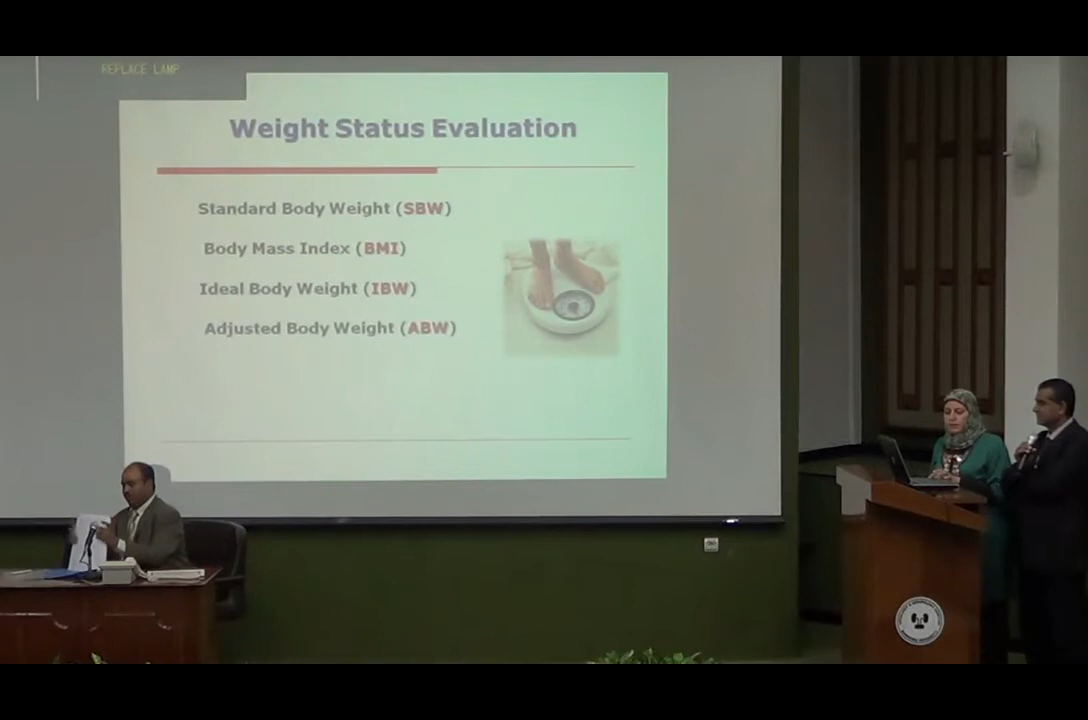 REPLACE LAMP
Weight Status Evaluation
Standard Body Weight (SBW)
Body Mass Index (BMI)
Ideal Body Weight (IBW)
Adjusted Body Weight (ABW)